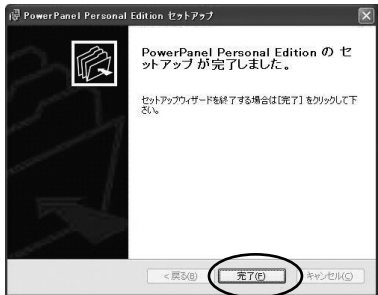 PowerPanel Personal Edition セットアップ
PowerPanel Personal Edition の セ
ットアップ が完了しました。
セットアップウィザードを終了する場合は[完了] をクリックして下
さい。
< 戻る(B)
完了(F)
キャンセル(C)